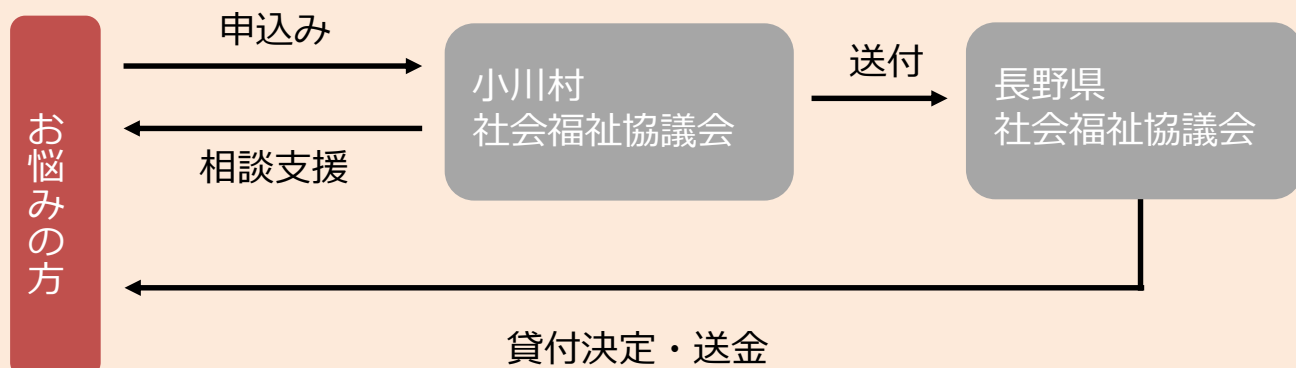 お悩みの方
申込み
相談支援
小川村
社会福祉協議会
送付
長野県
社会福祉協議会
貸付決定・送金